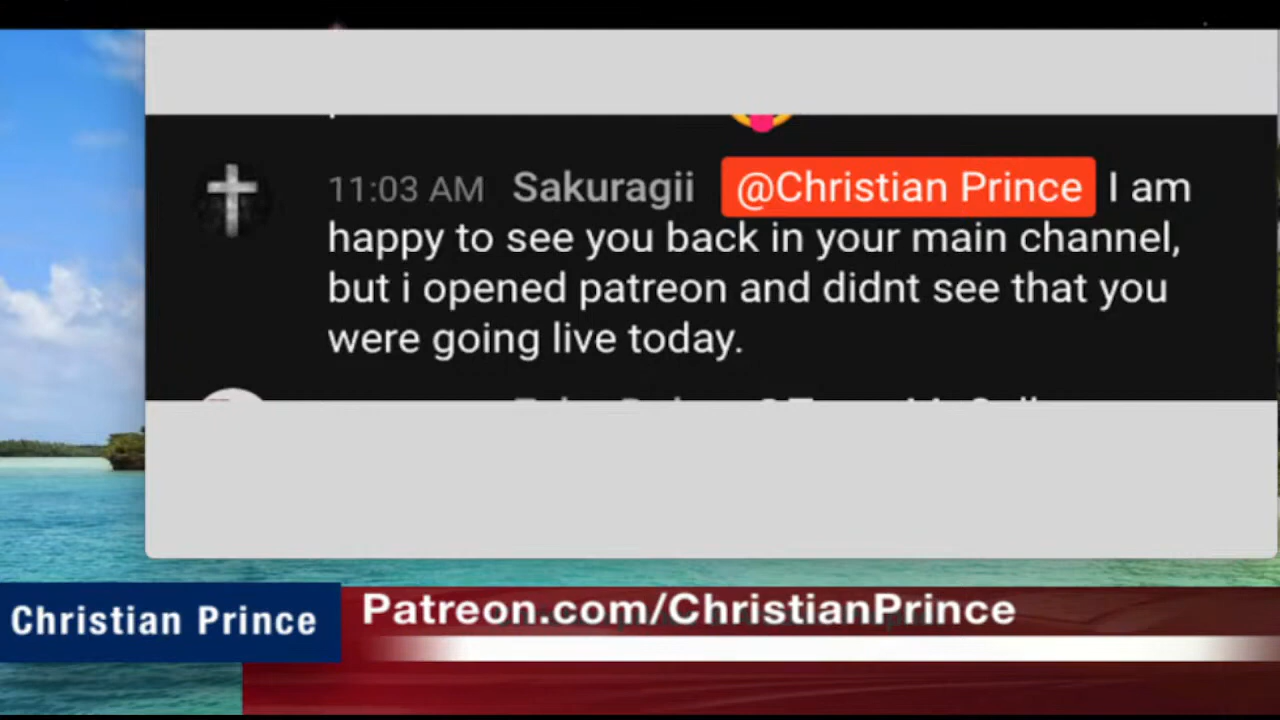 11:03 AM Sakuragii @Christian Prince I am
happy to see you back in your main channel,
but i opened patreon and didnt see that you
were going live today.
Christian Prince
Patreon.com/ChristianPrince